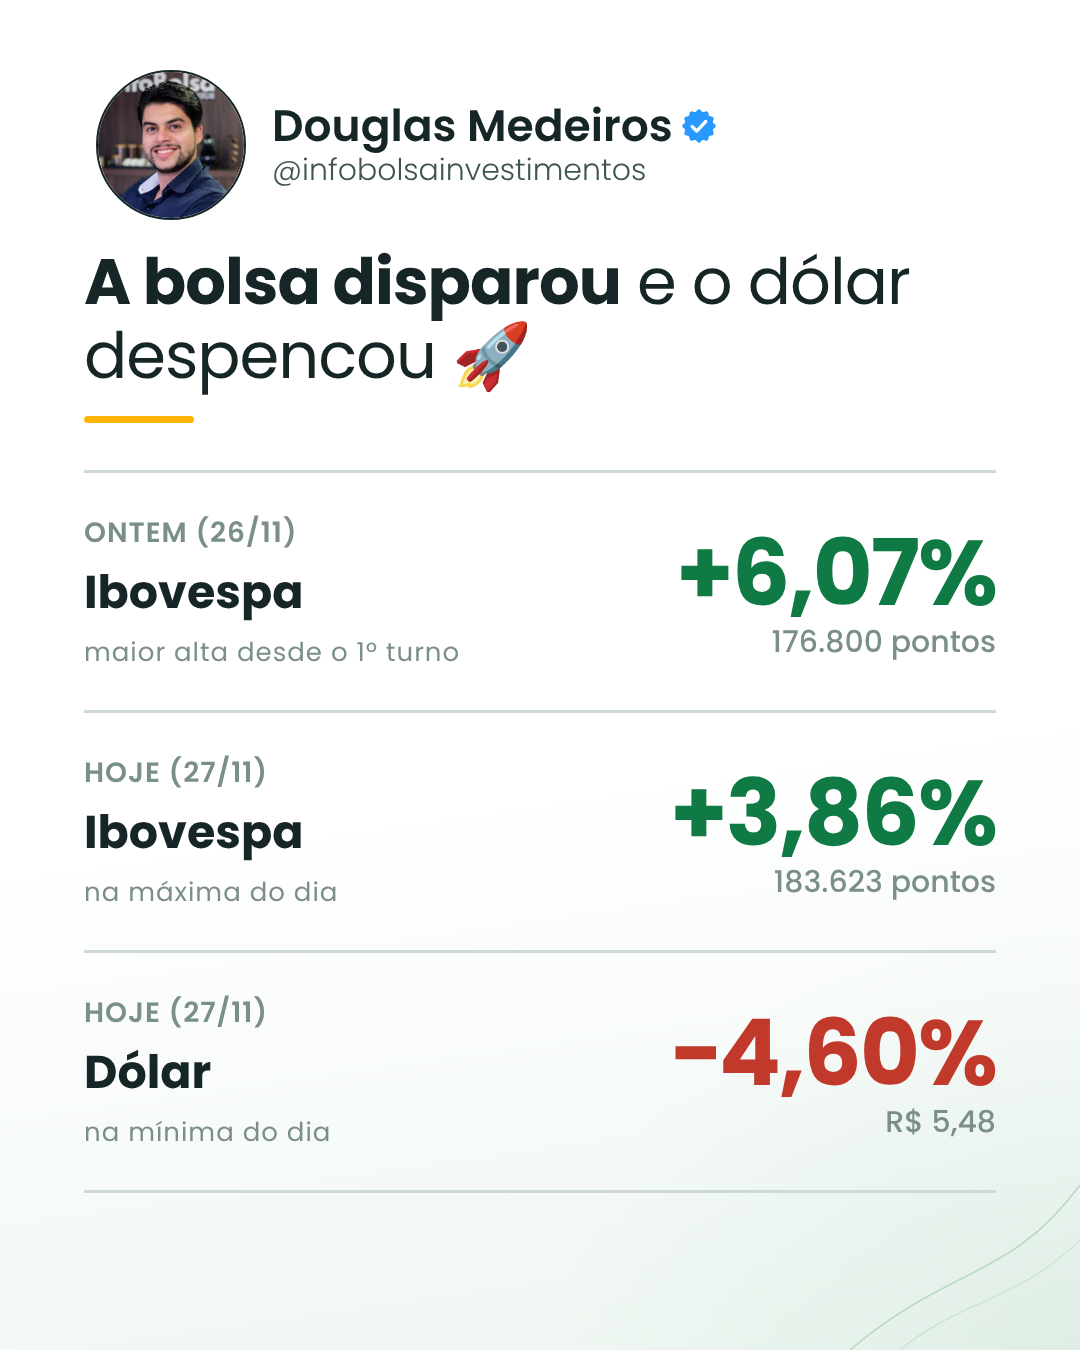 Douglas Medeiros
@infobolsainvestimentos
A bolsa disparou e o dólar
despencou 🚀
ONTEM (26/11)
Ibovespa
maior alta desde o 1º turno
+6,07%
176.800 pontos
HOJE (27/11)
Ibovespa
na máxima do dia
+3,86%
183.623 pontos
HOJE (27/11)
Dólar
na mínima do dia
-4,60%
R$ 5,48